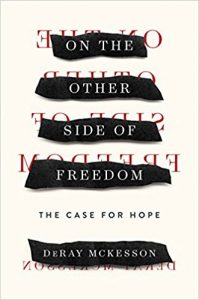 ON THE
OTHER
SIDE OF
FREEDOM
THE CASE FOR HOPE
DERAY MCKESSON